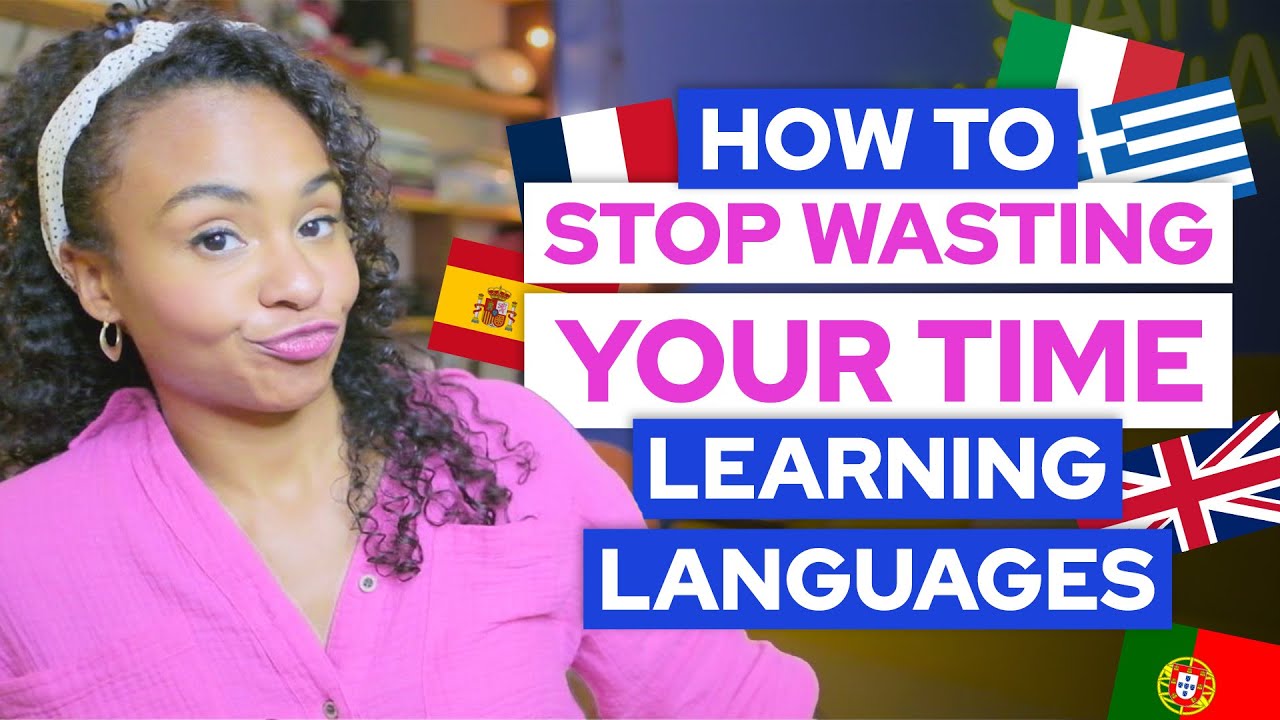 HOW TO
STOP WASTING
YOUR TIME
LEARNING
LANGUAGES